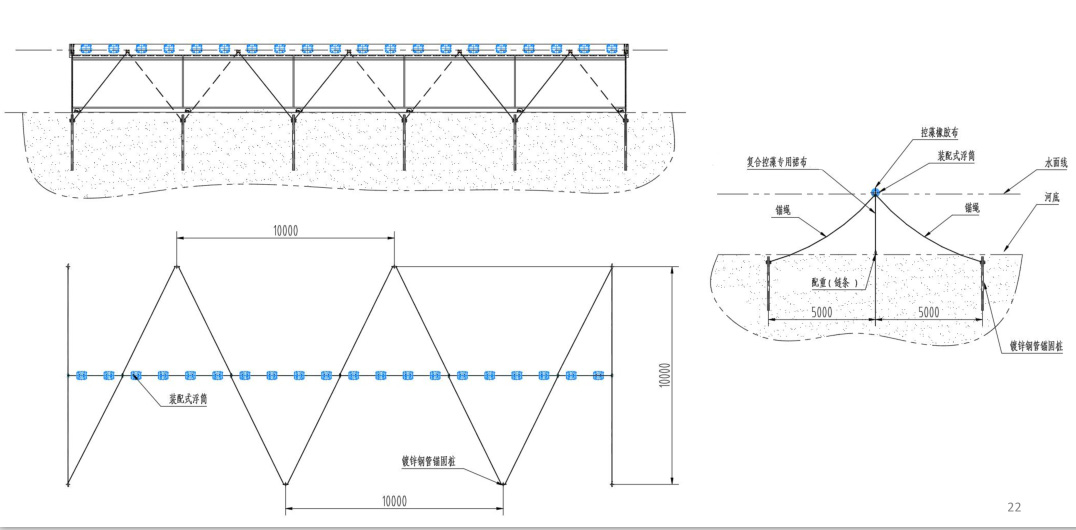 控藻橡胶布
装配式浮筒
复合控藻专用裙布
水面线
河底
锚绳
锚绳
配重(链条)
5000
5000
镀锌钢管锚固桩
10000
10000
装配式浮筒
镀锌钢管锚固桩
10000
22